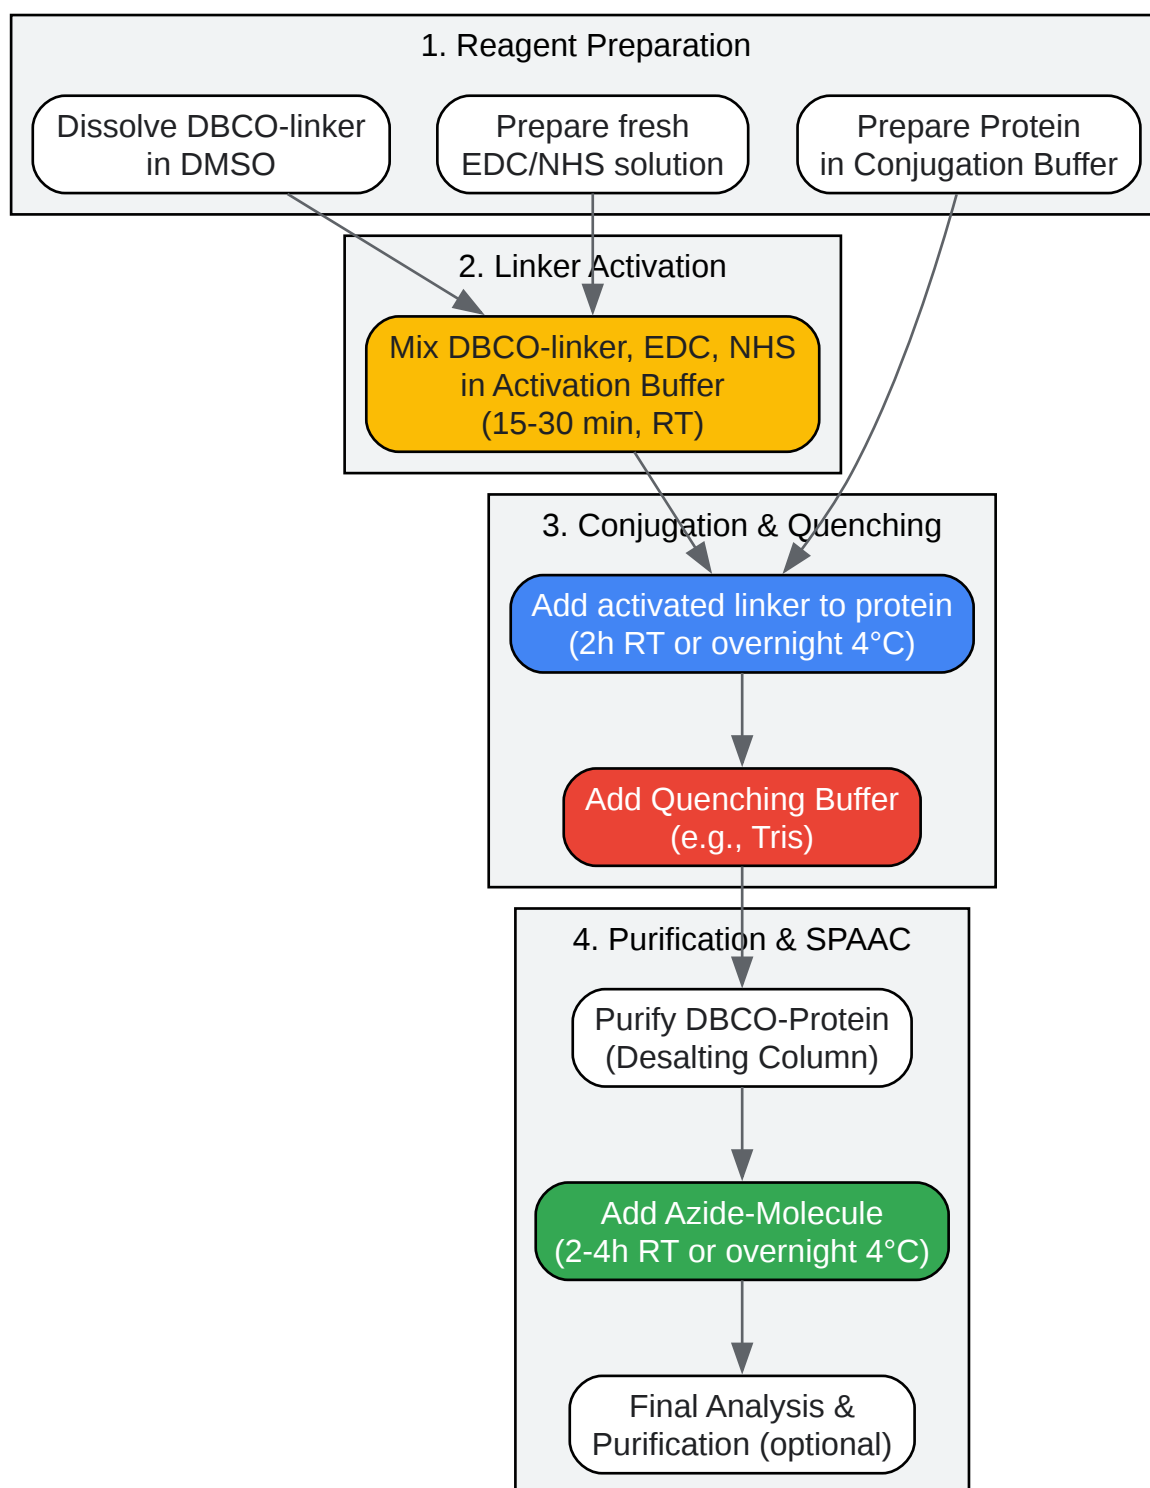 1. Reagent Preparation
Dissolve DBCO-linker
in DMSO
Prepare fresh
EDC/NHS solution
Prepare Protein
in Conjugation Buffer
2. Linker Activation
Mix DBCO-linker, EDC, NHS
in Activation Buffer
(15-30 min, RT)
3. Conjugation & Quenching
Add activated linker to protein
(2h RT or overnight 4°C)
Add Quenching Buffer
(e.g., Tris)
4. Purification & SPAAC
Purify DBCO-Protein
(Desalting Column)
Add Azide-Molecule
(2-4h RT or overnight 4°C)
Final Analysis &
Purification (optional)